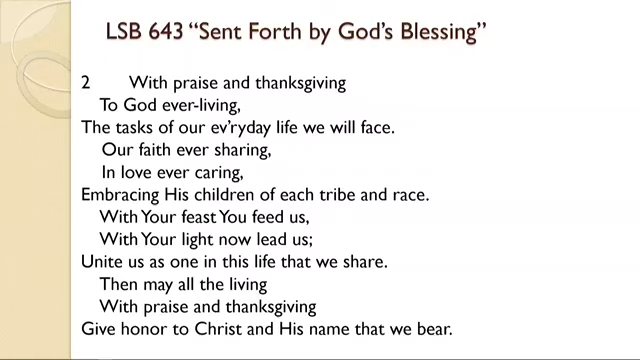 LSB 643 “Sent Forth by God’s Blessing”
2 With praise and thanksgiving
To God ever-living,
The tasks of our ev’ryday life we will face.
Our faith ever sharing,
In love ever caring,
Embracing His children of each tribe and race.
With Your feast You feed us,
With Your light now lead us;
Unite us as one in this life that we share.
Then may all the living
With praise and thanksgiving
Give honor to Christ and His name that we bear.